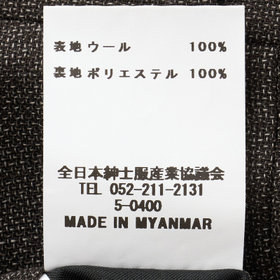 表地 ウール 100%
裏地 ポリエステル 100%
全日本紳士服産業協議会
TEL 052-211-2131
5-0400
MADE IN MYANMAR